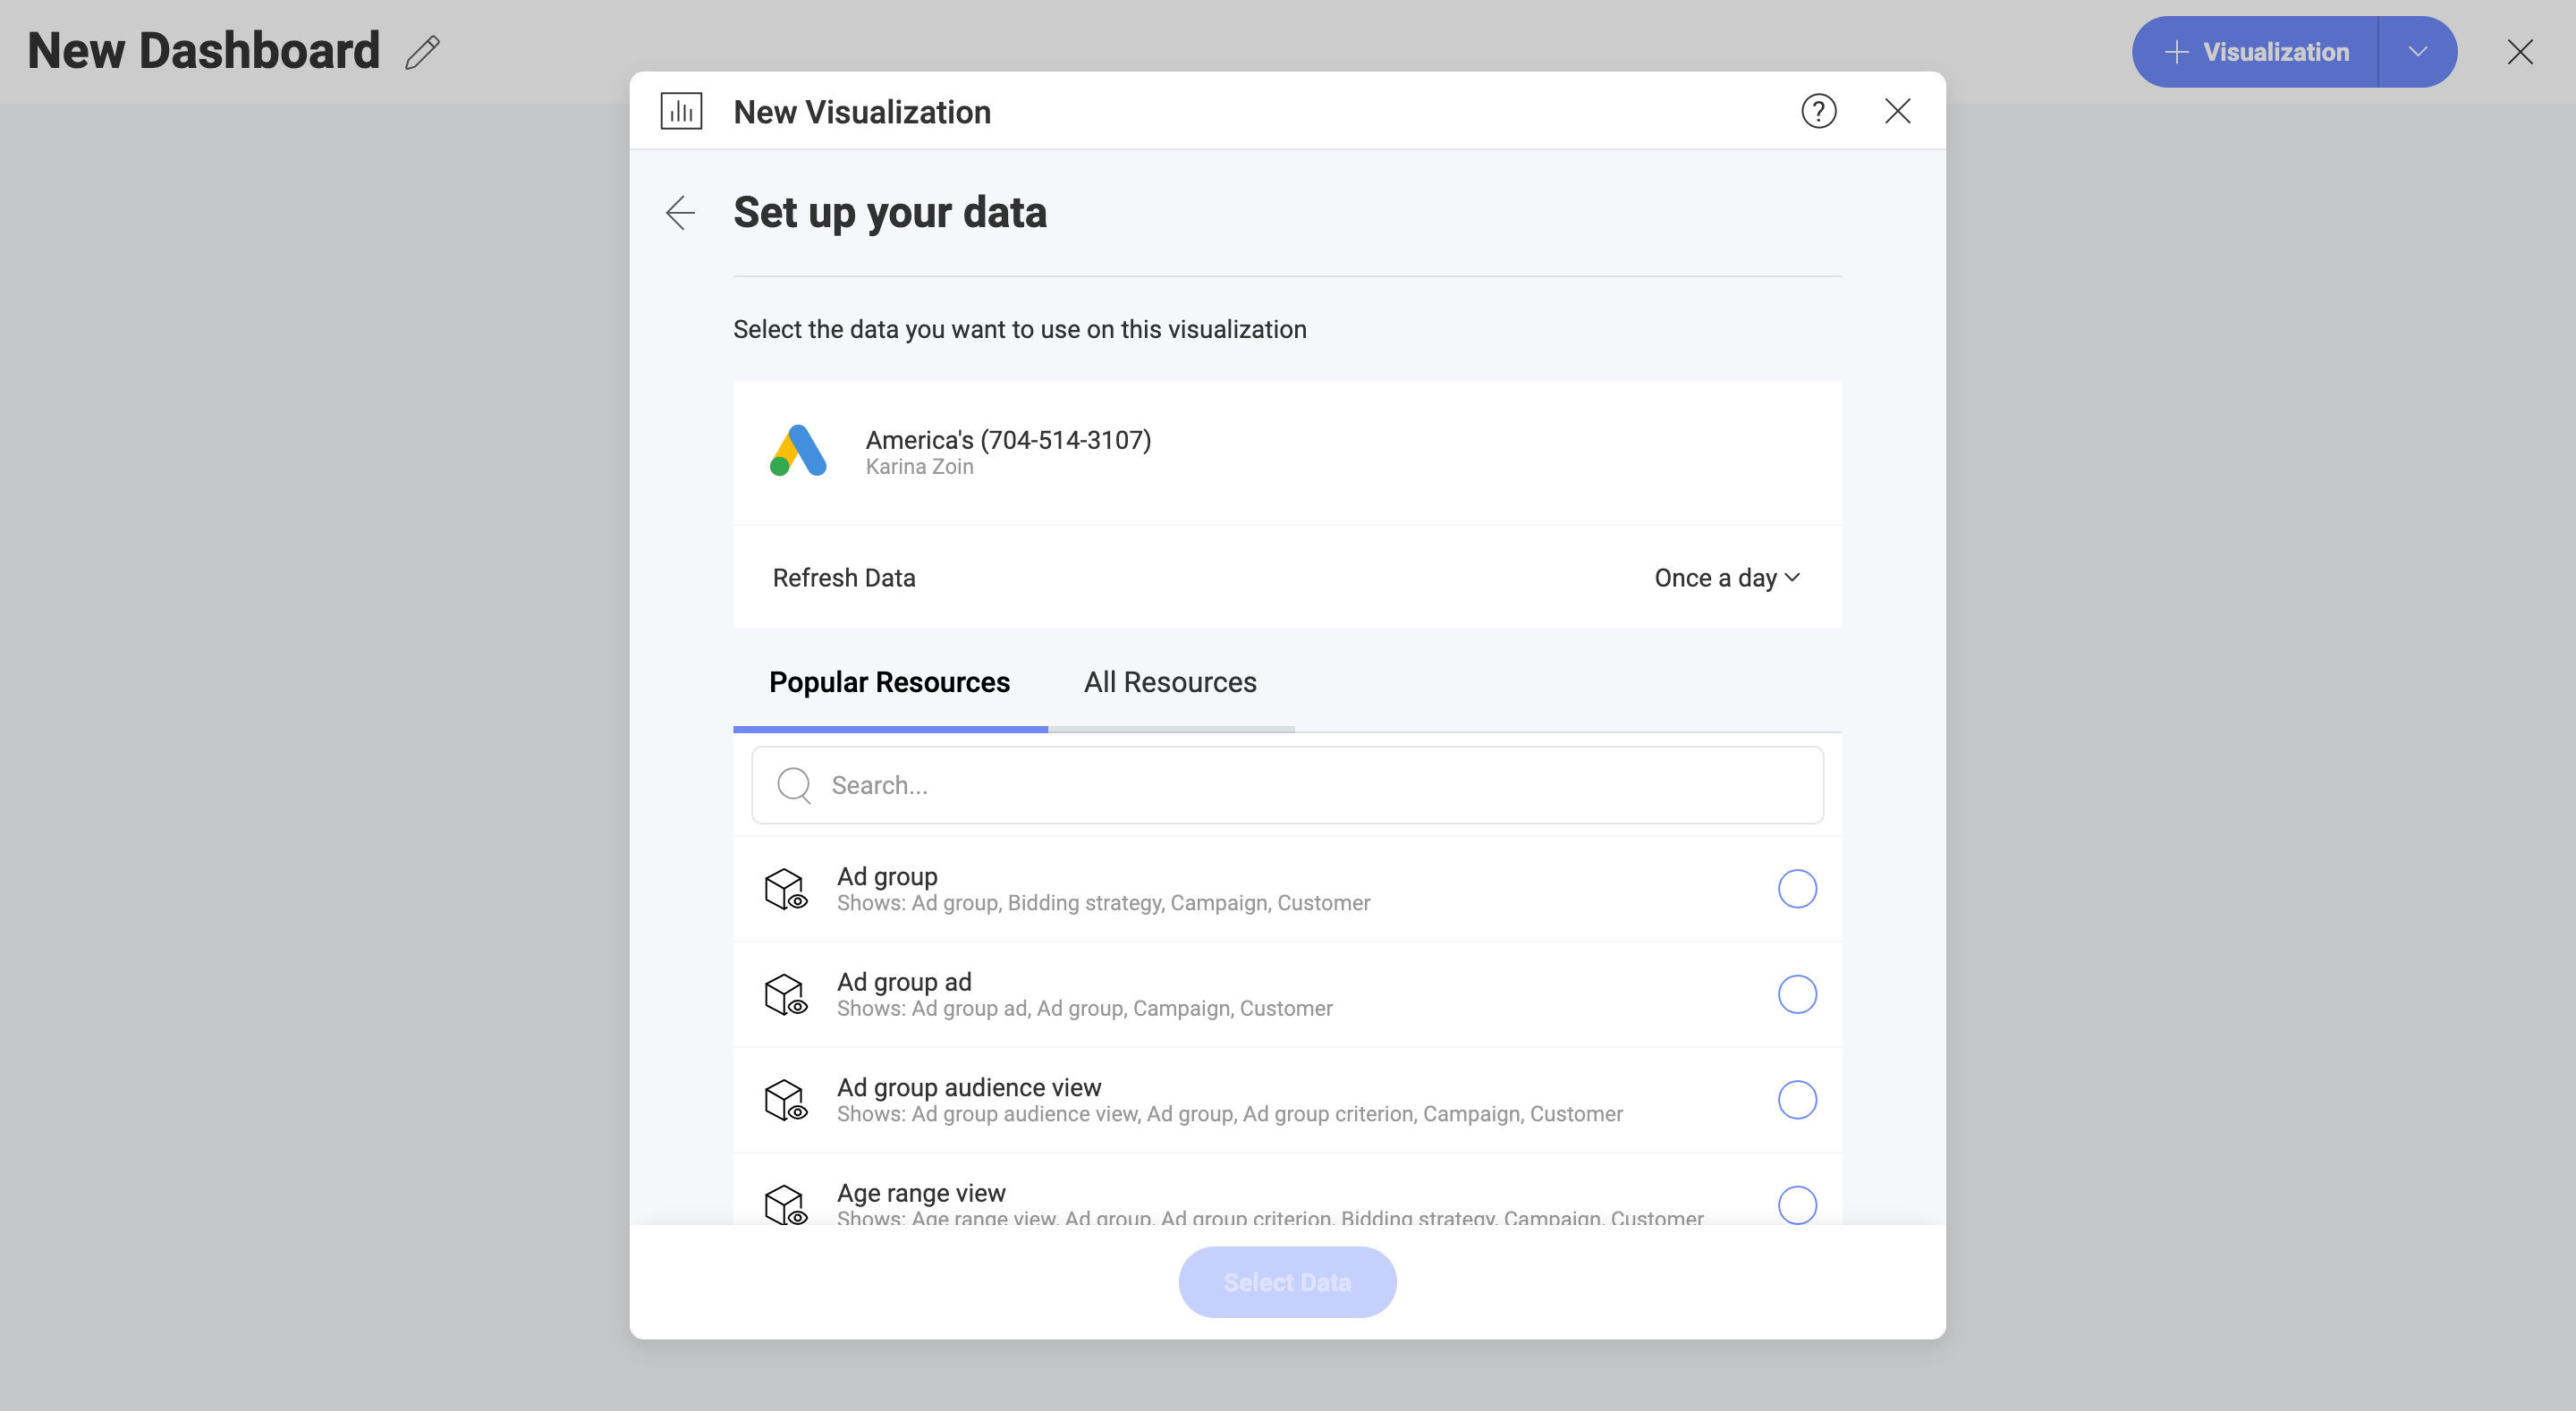 New Dashboard
Visualization
New Visualization
?
Set up your data
Select the data you want to use on this visualization
America's (704-514-3107)
Karina Zoin
Refresh Data
Once a day
Popular Resources
All Resources
Search...
Ad group
Shows: Ad group, Bidding strategy, Campaign, Customer
Ad group ad
Shows: Ad group ad, Ad group, Campaign, Customer
Ad group audience view
Shows: Ad group audience view, Ad group, Ad group criterion, Campaign, Customer
Age range view
Shows: Age range view, Ad group, Ad group criterion, Bidding strategy, Campaign, Customer
Select Data